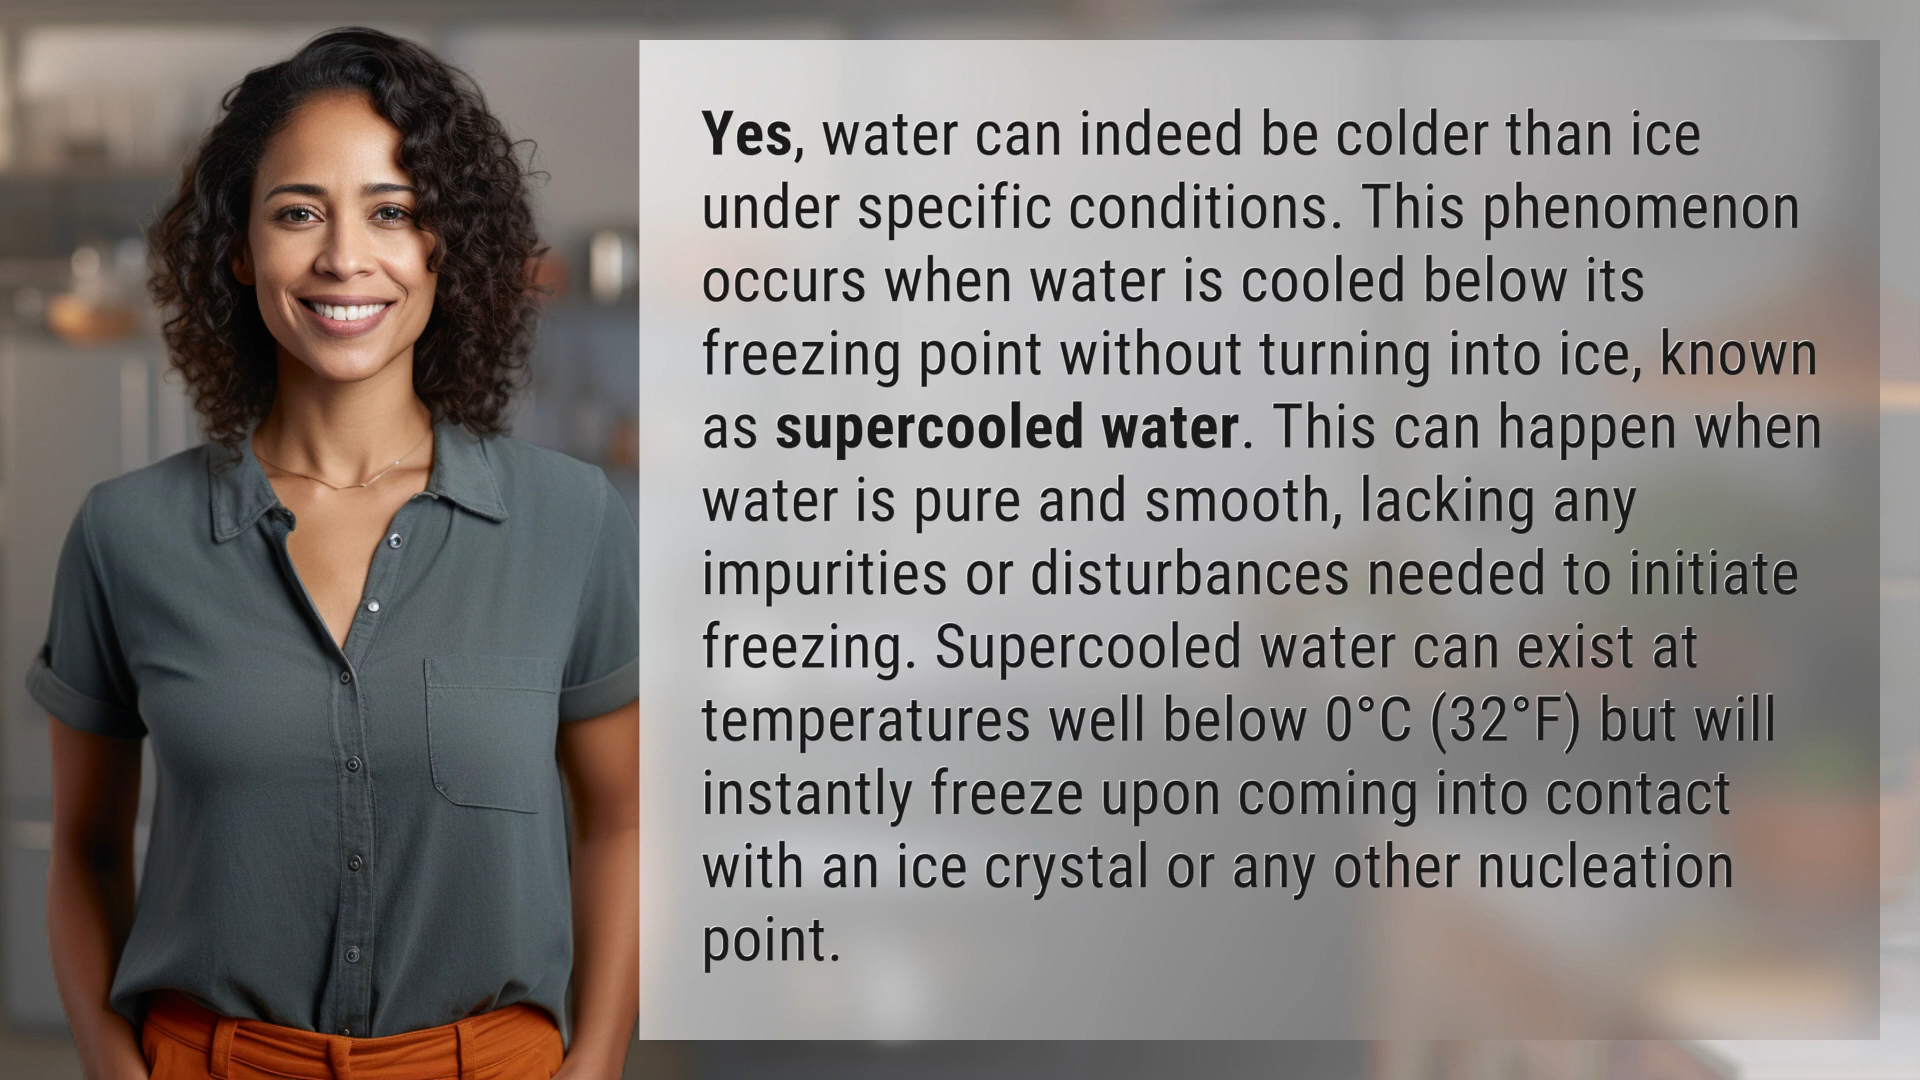 Yes, water can indeed be colder than ice
under specific conditions. This phenomenon
occurs when water is cooled below its
freezing point without turning into ice, known
as supercooled water. This can happen when
water is pure and smooth, lacking any
impurities or disturbances needed to initiate
freezing. Supercooled water can exist at
temperatures well below 0°C (32°F) but will
instantly freeze upon coming into contact
with an ice crystal or any other nucleation
point.